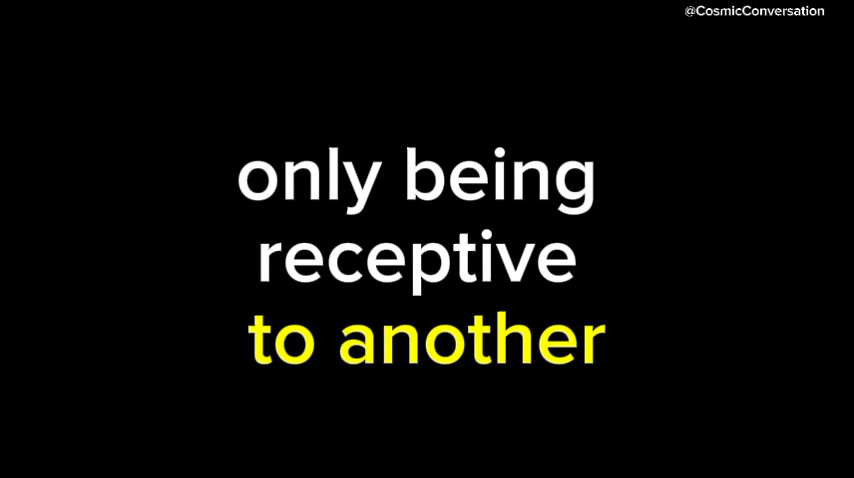 @CosmicConversation
only being
receptive
to another